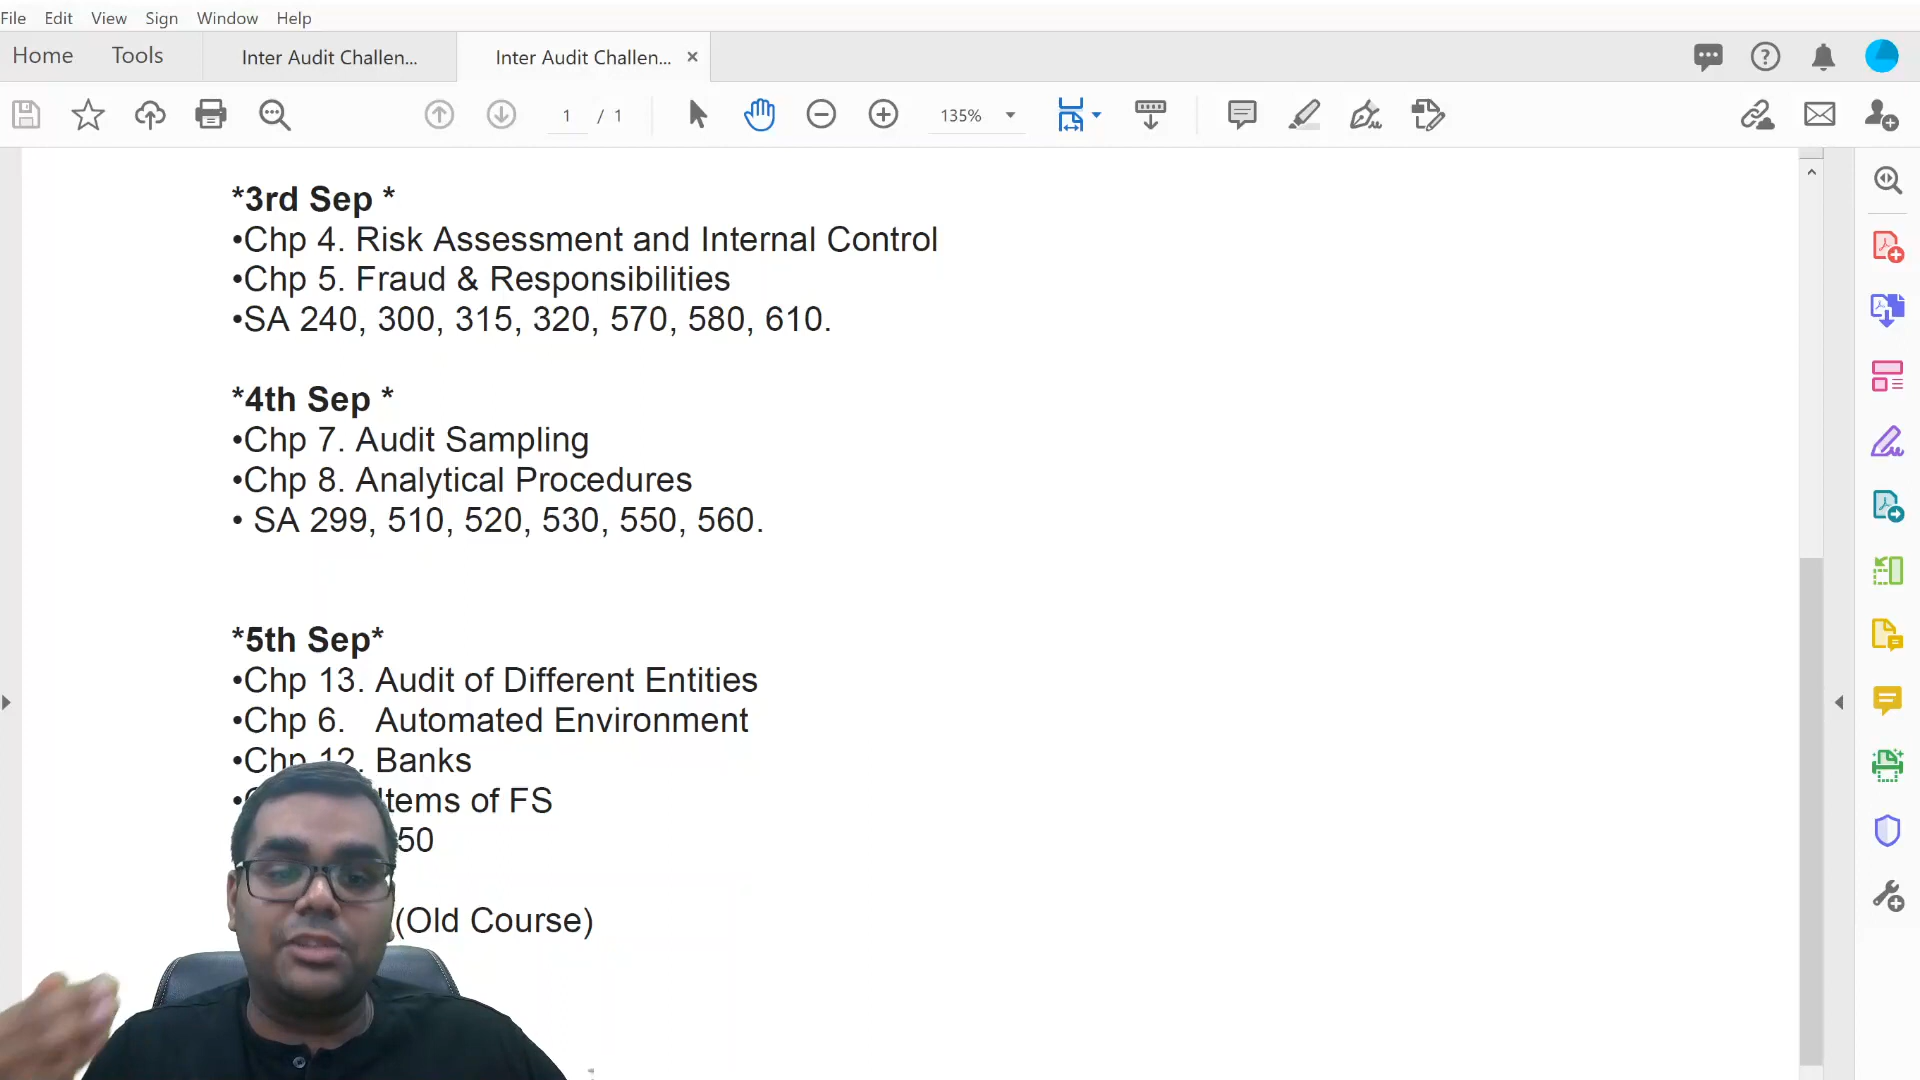 File Edit View Sign Window Help
Home Tools Inter Audit Challen... Inter Audit Challen...
1 / 1 135%
*3rd Sep *
•Chp 4. Risk Assessment and Internal Control
•Chp 5. Fraud & Responsibilities
•SA 240, 300, 315, 320, 570, 580, 610.
*4th Sep *
•Chp 7. Audit Sampling
•Chp 8. Analytical Procedures
• SA 299, 510, 520, 530, 550, 560.
*5th Sep*
•Chp 13. Audit of Different Entities
•Chp 6. Automated Environment
•Chp 12. Banks
• Items of FS
50
(Old Course)